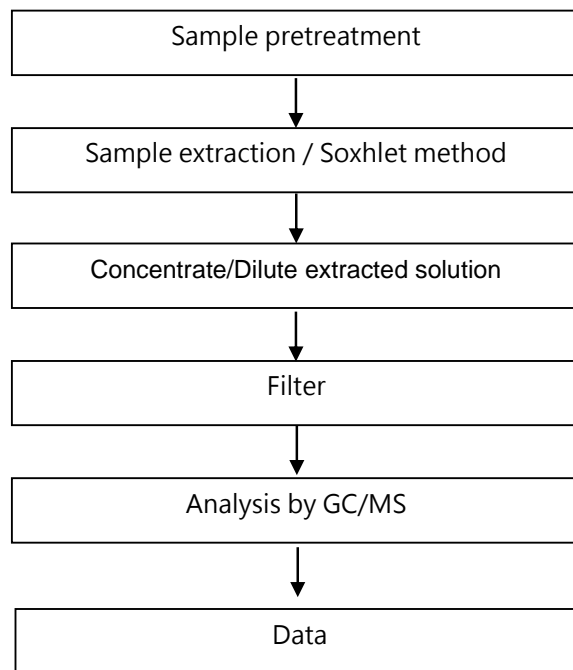 Sample pretreatment
Sample extraction / Soxhlet method
Concentrate/Dilute extracted solution
Filter
Analysis by GC/MS
Data